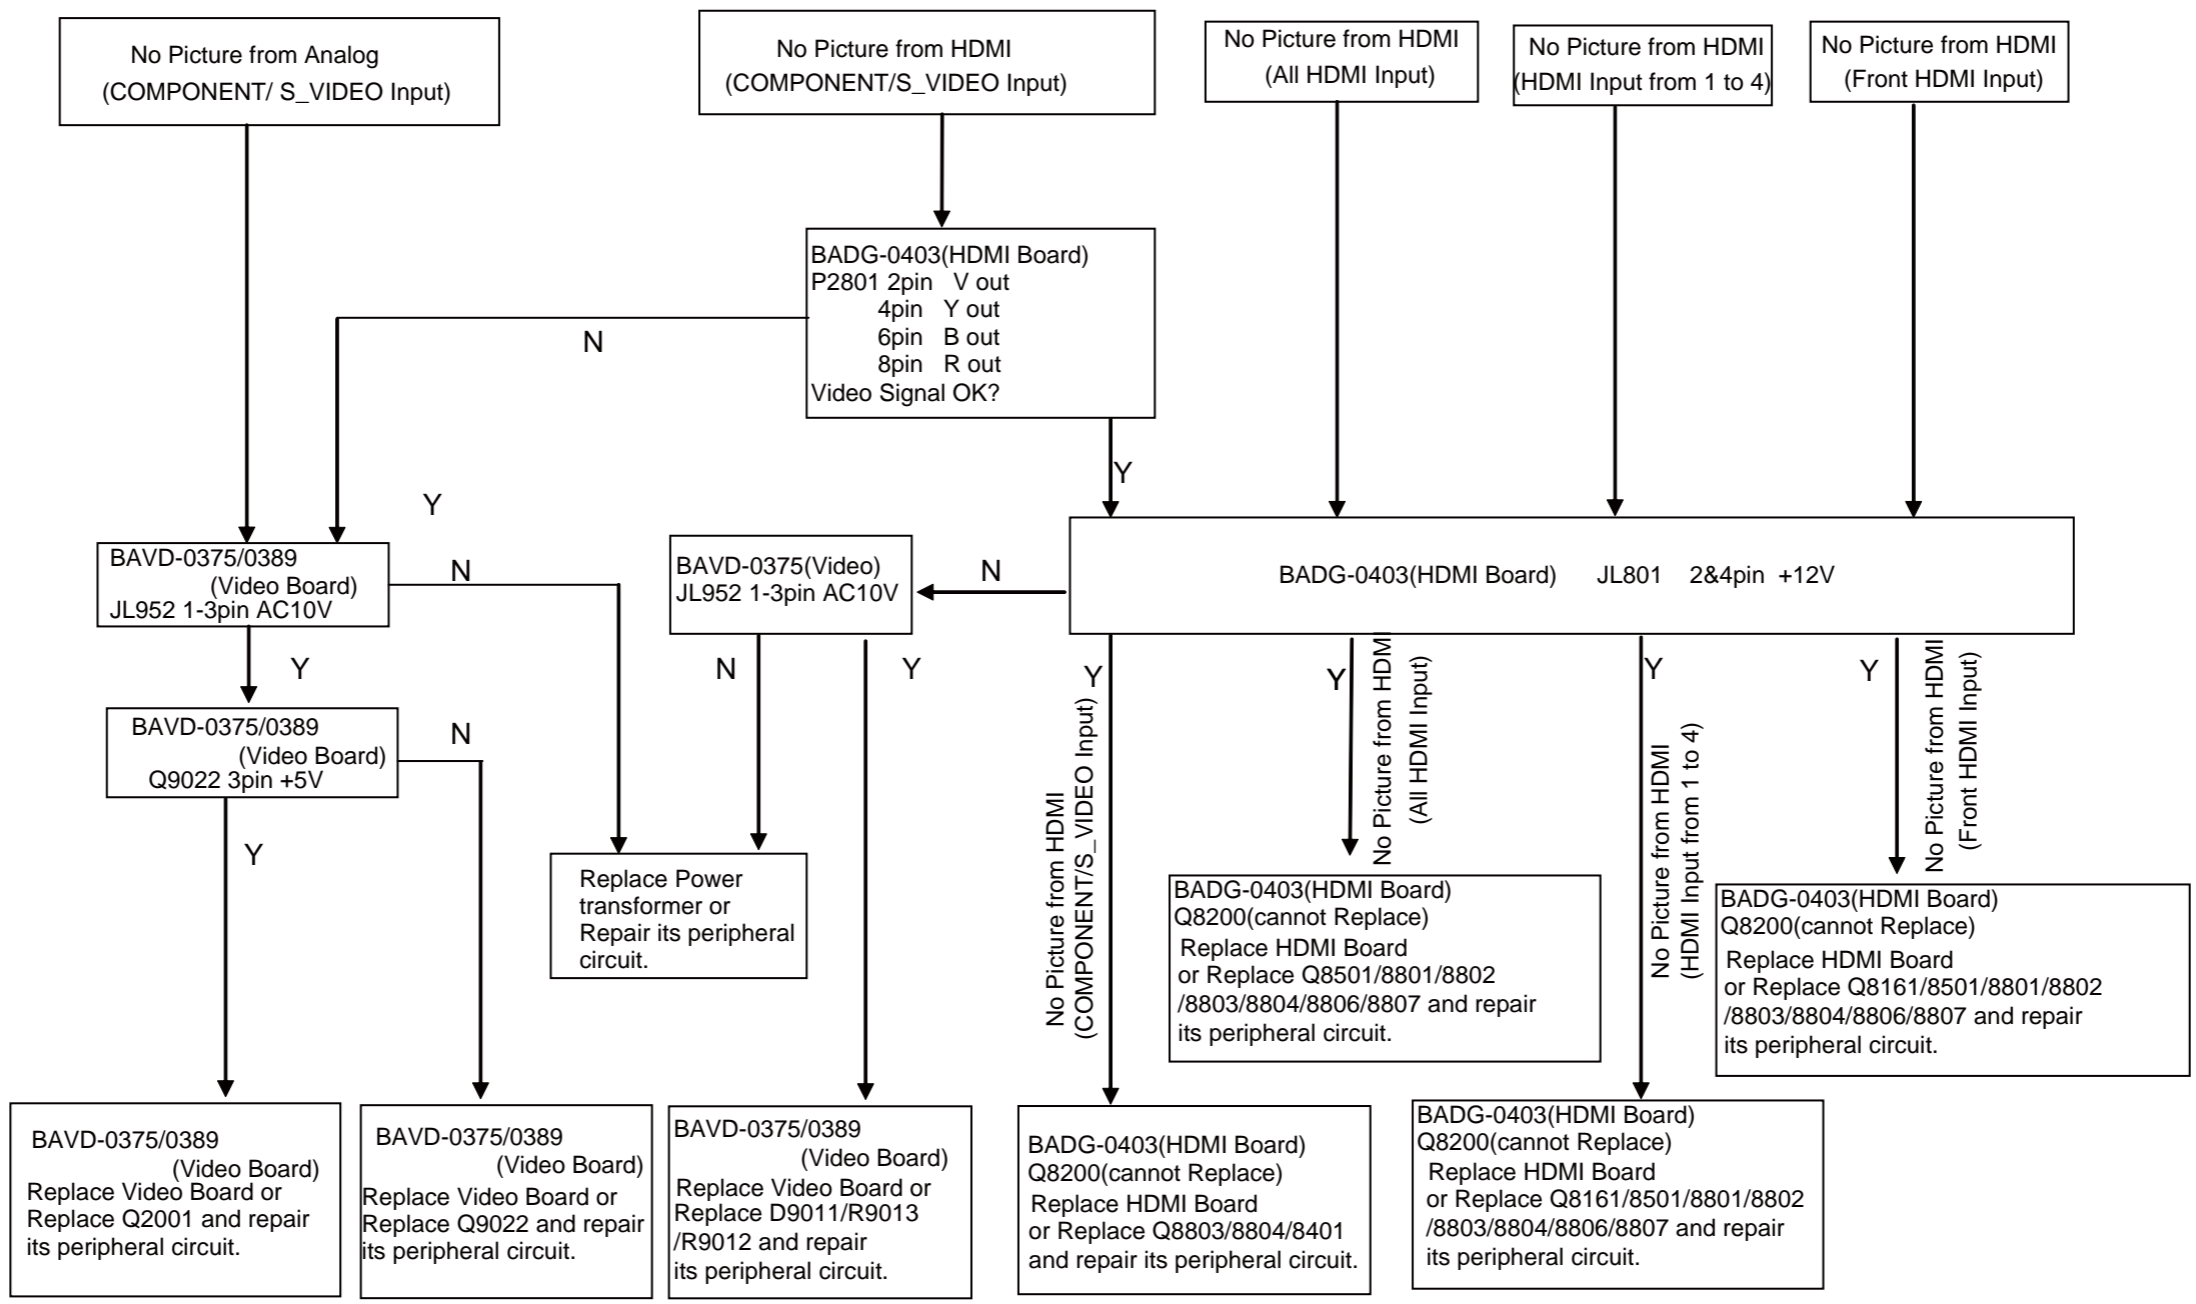 No Picture from Analog
(COMPONENT/ S_VIDEO Input)
No Picture from HDMI
(COMPONENT/S_VIDEO Input)
No Picture from HDMI
(All HDMI Input)
No Picture from HDMI
(HDMI Input from 1 to 4)
No Picture from HDMI
(Front HDMI Input)
BADG-0403(HDMI Board)
P2801 2pin V out
4pin Y out
6pin B out
8pin R out
Video Signal OK?
N
Y
Y
BAVD-0375/0389
(Video Board)
JL952 1-3pin AC10V
N
BAVD-0375(Video)
JL952 1-3pin AC10V
N
BADG-0403(HDMI Board) JL801 2&4pin +12V
Y
N
Y
Y
No Picture from HDMI
(COMPONENT/S_VIDEO Input)
Y
No Picture from HDMI
(All HDMI Input)
Y
No Picture from HDMI
(HDMI Input from 1 to 4)
Y
No Picture from HDMI
(Front HDMI Input)
BAVD-0375/0389
(Video Board)
Q9022 3pin +5V
N
Y
Replace Power
transformer or
Repair its peripheral
circuit.
BADG-0403(HDMI Board)
Q8200(cannot Replace)
Replace HDMI Board
or Replace Q8501/8801/8802
/8803/8804/8806/8807 and repair
its peripheral circuit.
BADG-0403(HDMI Board)
Q8200(cannot Replace)
Replace HDMI Board
or Replace Q8161/8501/8801/8802
/8803/8804/8806/8807 and repair
its peripheral circuit.
BAVD-0375/0389
(Video Board)
Replace Video Board or
Replace Q2001 and repair
its peripheral circuit.
BAVD-0375/0389
(Video Board)
Replace Video Board or
Replace Q9022 and repair
its peripheral circuit.
BAVD-0375/0389
(Video Board)
Replace Video Board or
Replace D9011/R9013
/R9012 and repair
its peripheral circuit.
BADG-0403(HDMI Board)
Q8200(cannot Replace)
Replace HDMI Board
or Replace Q8803/8804/8401
and repair its peripheral circuit.
BADG-0403(HDMI Board)
Q8200(cannot Replace)
Replace HDMI Board
or Replace Q8161/8501/8801/8802
/8803/8804/8806/8807 and repair
its peripheral circuit.